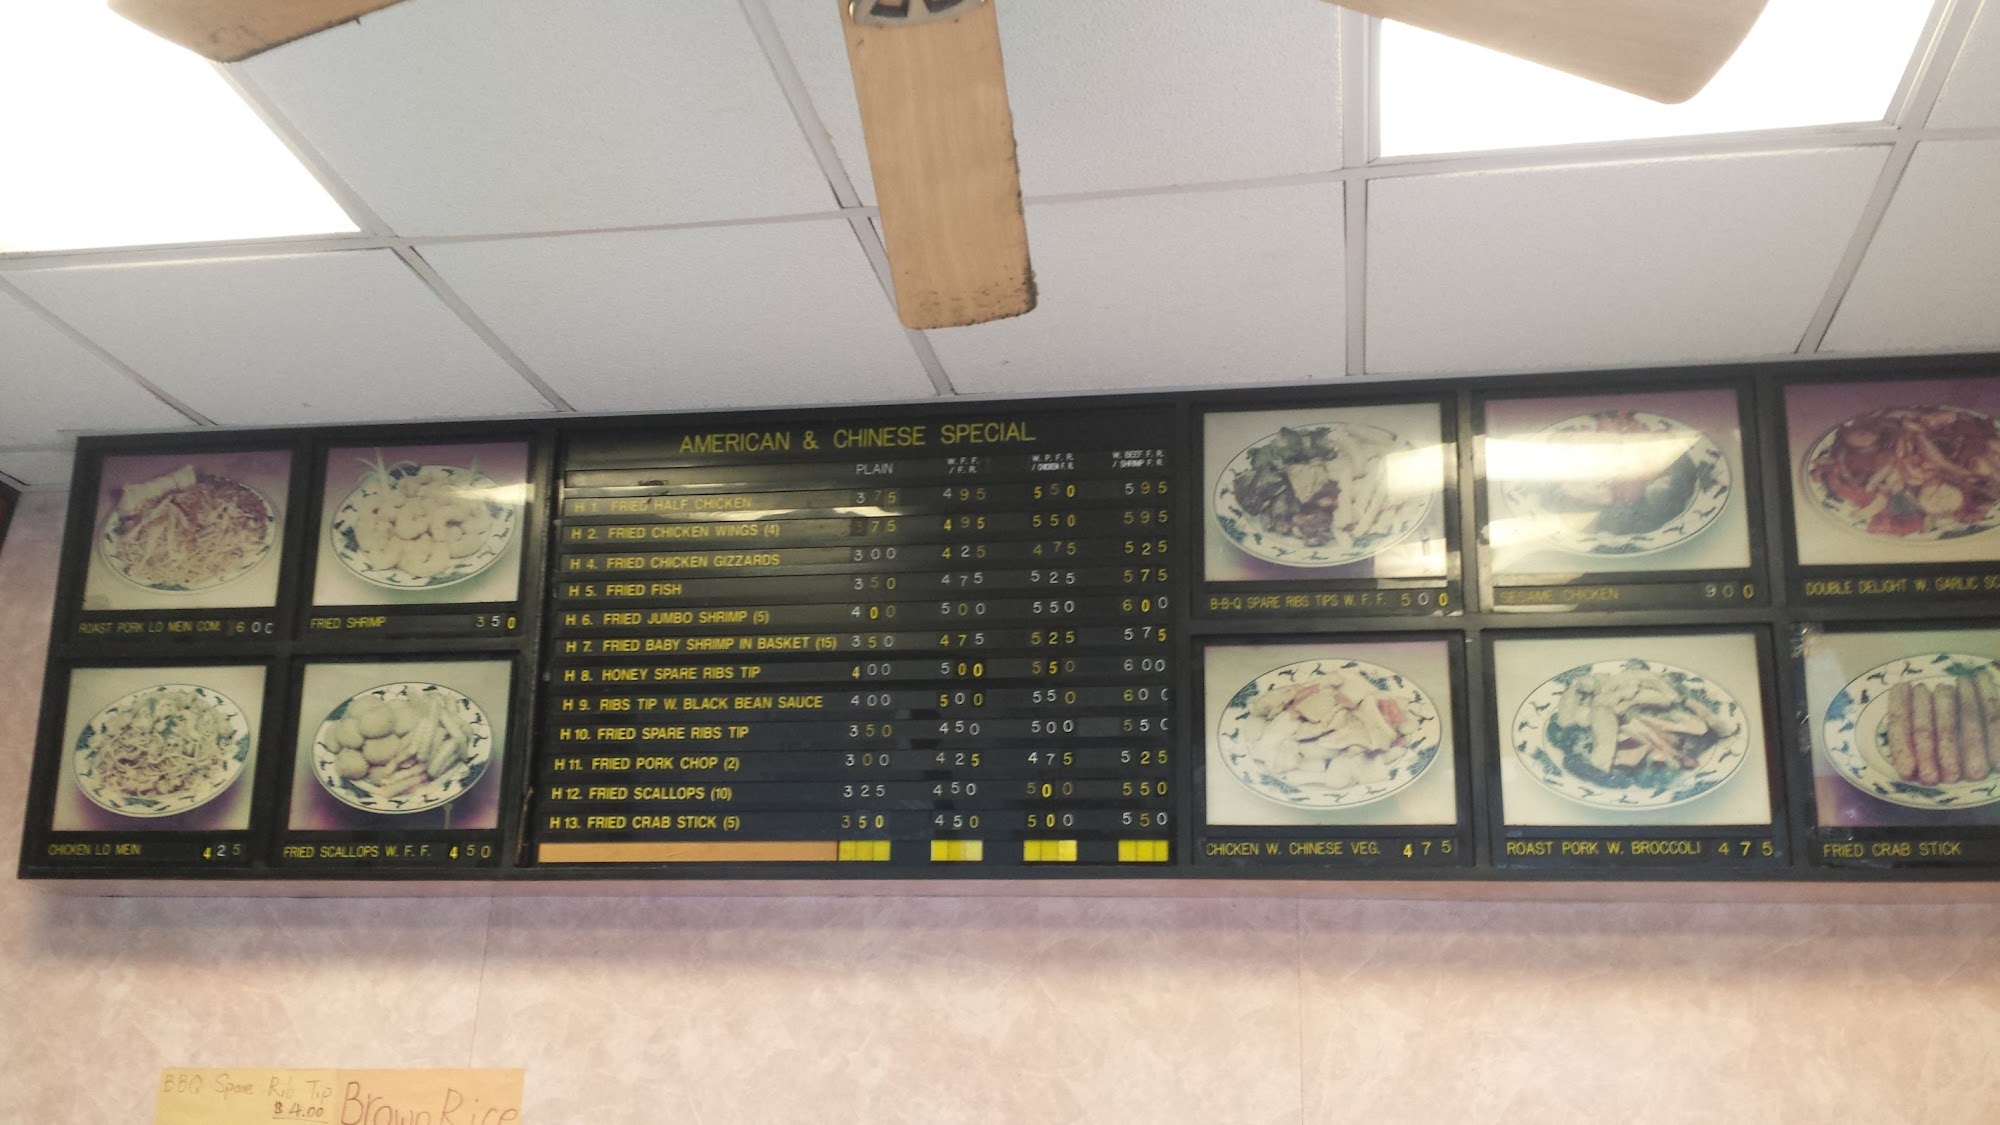 AMERICAN & CHINESE SPECIAL
PLAIN W. F. F. / F. R. W. P. F. R. / CHICKEN F. R. W. BEEF F. R. / SHRIMP F. R.
H 1. FRIED HALF CHICKEN 375 495 550 595
H 2. FRIED CHICKEN WINGS (4) 375 495 550 595
H 4. FRIED CHICKEN GIZZARDS 300 425 475 525
H 5. FRIED FISH 350 475 525 575
H 6. FRIED JUMBO SHRIMP (5) 400 500 550 600
H 7. FRIED BABY SHRIMP IN BASKET (15) 350 475 525 575
H 8. HONEY SPARE RIBS TIP 400 500 550 600
H 9. RIBS TIP W. BLACK BEAN SAUCE 400 500 550 600
H 10. FRIED SPARE RIBS TIP 350 450 500 550
H 11. FRIED PORK CHOP (2) 300 425 475 525
H 12. FRIED SCALLOPS (10) 325 450 500 550
H 13. FRIED CRAB STICK (5) 350 450 500 550
ROAST PORK LO MEIN COM. 600
FRIED SHRIMP 350
CHICKEN LO MEIN 425
FRIED SCALLOPS W. F. F. 450
B-B-Q SPARE RIBS TIPS W. F. F. 500
SESAME CHICKEN 900
DOUBLE DELIGHT W. GARLIC
CHICKEN W. CHINESE VEG. 475
ROAST PORK W. BROCCOLI 475
FRIED CRAB STICK
BBQ Spare Rib Tip
$4.00
Brown Rice